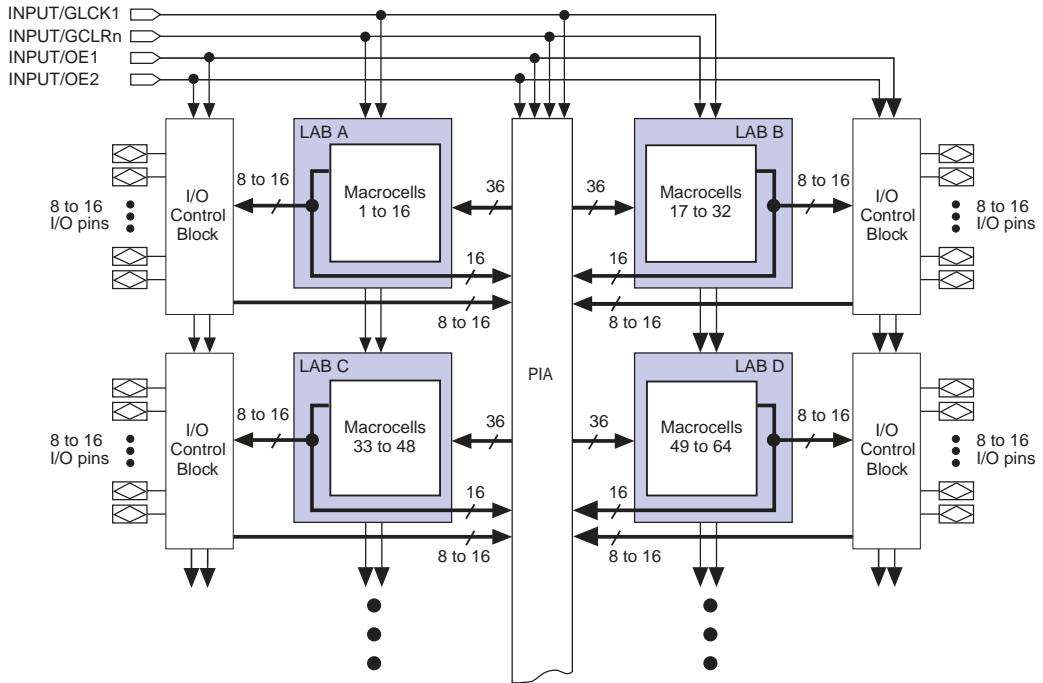 INPUT/GLCK1
INPUT/GCLRn
INPUT/OE1
INPUT/OE2
LAB A
LAB B
8 to 16
I/O pins
I/O
Control
Block
8 to 16
Macrocells
1 to 16
36
36
Macrocells
17 to 32
8 to 16
I/O
Control
Block
8 to 16
I/O pins
16
16
8 to 16
8 to 16
LAB C
PIA
LAB D
8 to 16
I/O pins
I/O
Control
Block
8 to 16
Macrocells
33 to 48
36
36
Macrocells
49 to 64
8 to 16
I/O
Control
Block
8 to 16
I/O pins
16
16
8 to 16
8 to 16